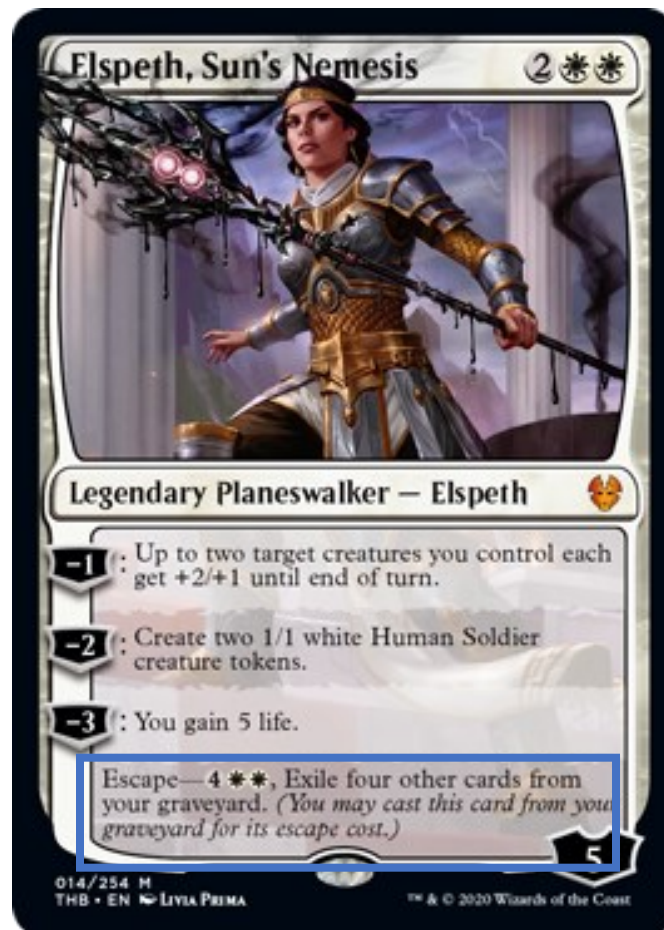 Elspeth, Sun's Nemesis 2
Legendary Planeswalker — Elspeth
-1 : Up to two target creatures you control each
get +2/+1 until end of turn.
-2 : Create two 1/1 white Human Soldier
creature tokens.
-3 : You gain 5 life.
Escape—4, Exile four other cards from
your graveyard. (You may cast this card from your
graveyard for its escape cost.)
5
014/254 M
THB • EN LIVIA PRIMA ™ & © 2020 Wizards of the Coast